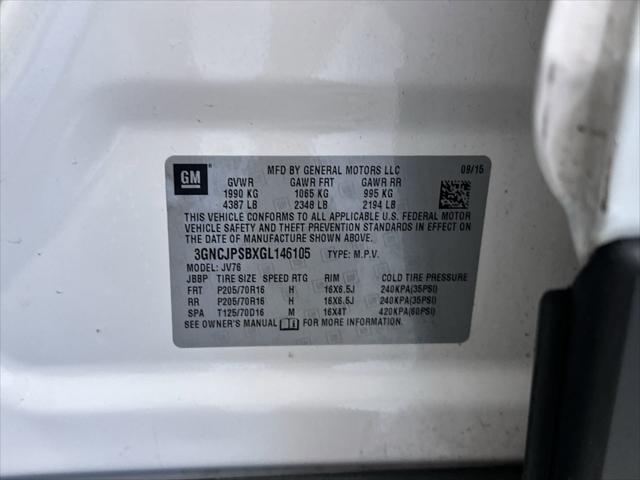 GM MFD BY GENERAL MOTORS LLC 09/15
GVWR GAWR FRT GAWR RR
1990 KG 1065 KG 995 KG
4387 LB 2348 LB 2194 LB
THIS VEHICLE CONFORMS TO ALL APPLICABLE U.S. FEDERAL MOTOR
VEHICLE SAFETY AND THEFT PREVENTION STANDARDS IN EFFECT
ON THE DATE OF MANUFACTURE SHOWN ABOVE.
3GNCJPSBXGL146105 TYPE: M.P.V.
MODEL: JV76
JBBP TIRE SIZE SPEED RTG RIM COLD TIRE PRESSURE
FRT P205/70R16 H 16X6.5J 240KPA(35PSI)
RR P205/70R16 H 16X6.5J 240KPA(35PSI)
SPA T125/70D16 M 16X4T 420KPA(60PSI)
SEE OWNER'S MANUAL FOR MORE INFORMATION.